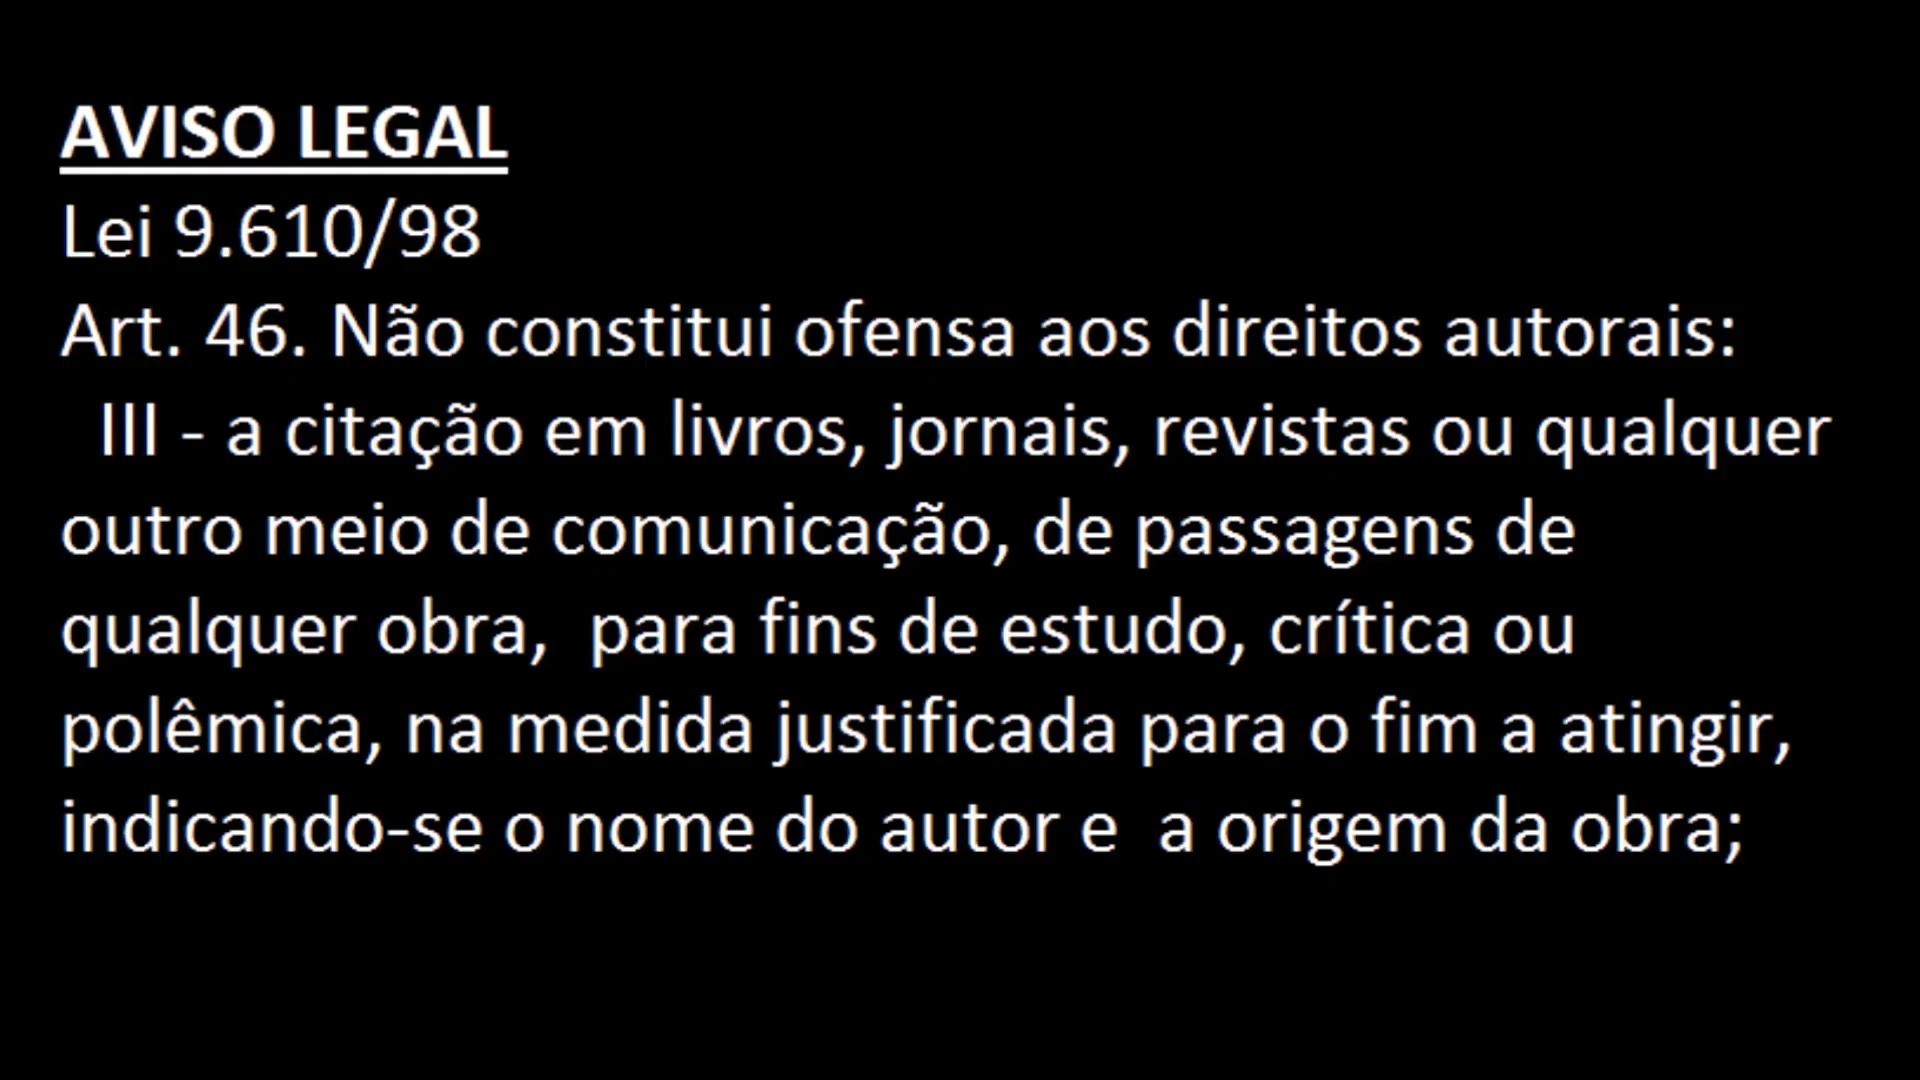 AVISO LEGAL
Lei 9.610/98
Art. 46. Não constitui ofensa aos direitos autorais:
III - a citação em livros, jornais, revistas ou qualquer
outro meio de comunicação, de passagens de
qualquer obra,  para fins de estudo, crítica ou
polêmica, na medida justificada para o fim a atingir,
indicando-se o nome do autor e  a origem da obra;